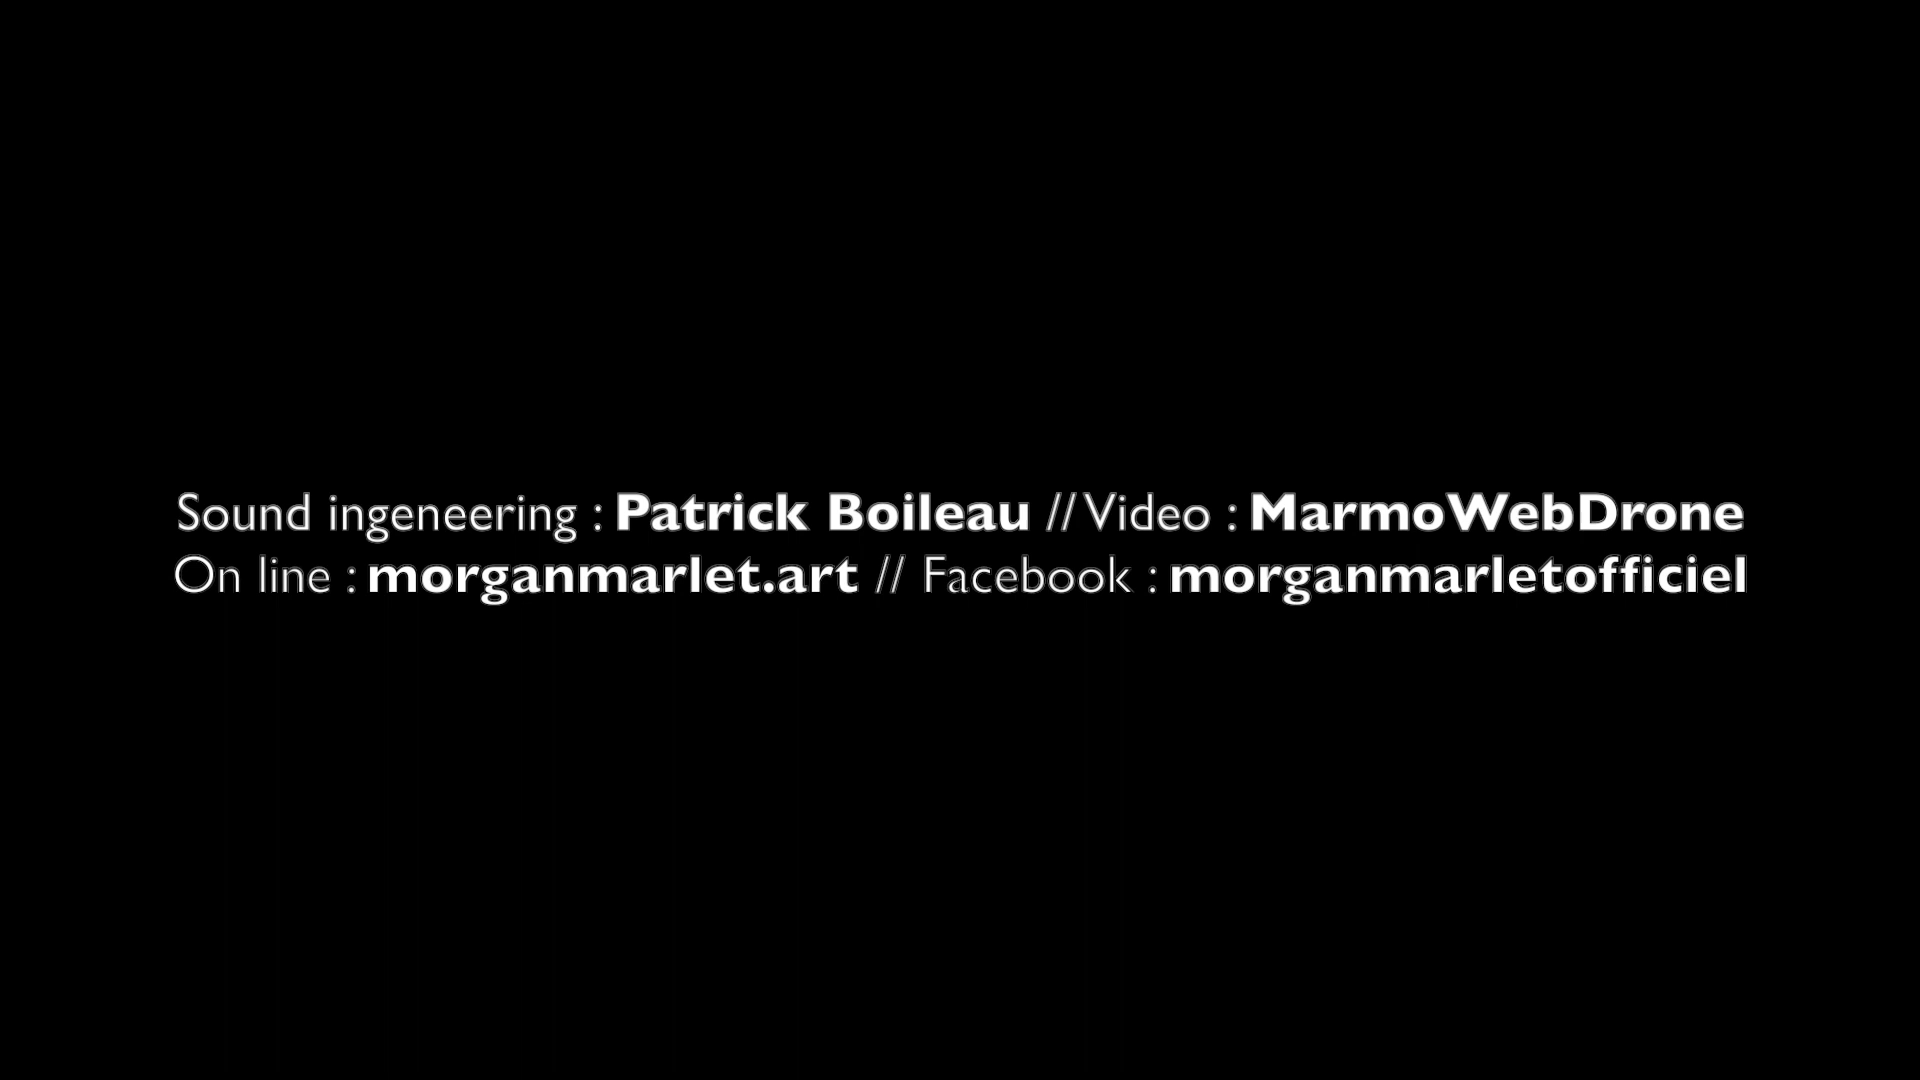 Sound ingeneering : Patrick Boileau // Video : MarmoWebDrone
On line : morganmarlet.art // Facebook : morganmarletofficiel